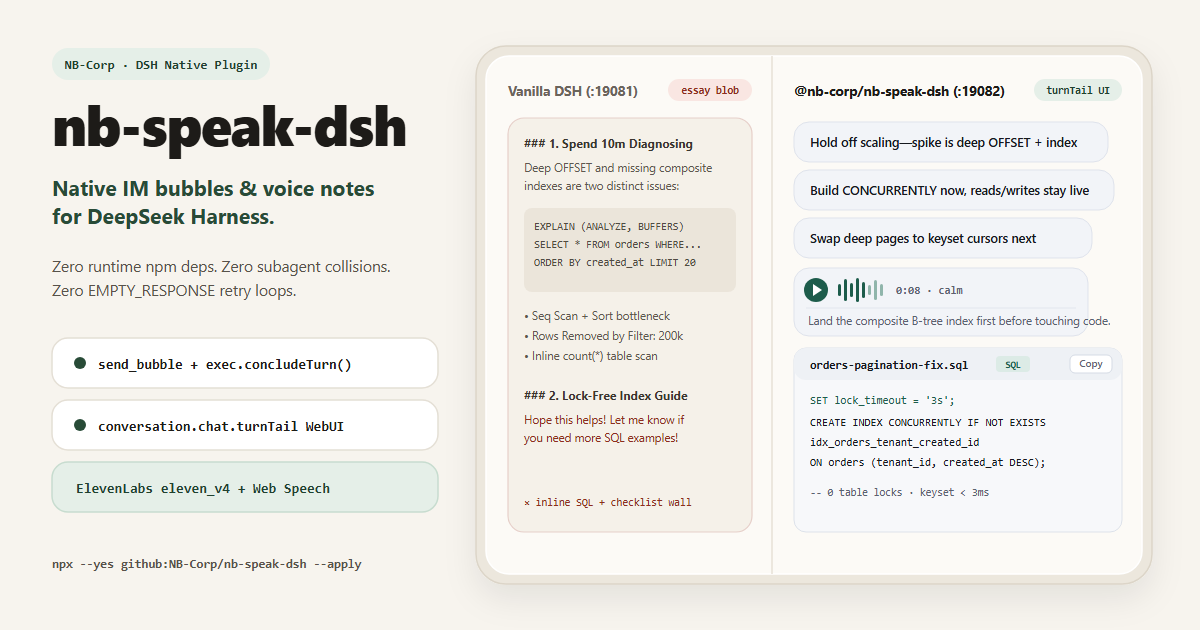 NB-Corp · DSH Native Plugin
nb-speak-dsh
Native IM bubbles & voice notes
for DeepSeek Harness.
Zero runtime npm deps. Zero subagent collisions.
Zero EMPTY_RESPONSE retry loops.
send_bubble + exec.concludeTurn()
conversation.chat.turnTail WebUI
ElevenLabs eleven_v4 + Web Speech
npx --yes github:NB-Corp/nb-speak-dsh --apply
Vanilla DSH (:19081)
essay blob
### 1. Spend 10m Diagnosing
Deep OFFSET and missing composite
indexes are two distinct issues:
EXPLAIN (ANALYZE, BUFFERS)
SELECT * FROM orders WHERE...
ORDER BY created_at LIMIT 20
• Seq Scan + Sort bottleneck
• Rows Removed by Filter: 200k
• Inline count(*) table scan
### 2. Lock-Free Index Guide
Hope this helps! Let me know if
you need more SQL examples!
× inline SQL + checklist wall
@nb-corp/nb-speak-dsh (:19082)
turnTail UI
Hold off scaling—spike is deep OFFSET + index
Build CONCURRENTLY now, reads/writes stay live
Swap deep pages to keyset cursors next
0:08 · calm
Land the composite B-tree index first before touching code.
orders-pagination-fix.sql
SQL
Copy
SET lock_timeout = '3s';
CREATE INDEX CONCURRENTLY IF NOT EXISTS
idx_orders_tenant_created_id
ON orders (tenant_id, created_at DESC);
-- 0 table locks · keyset < 3ms